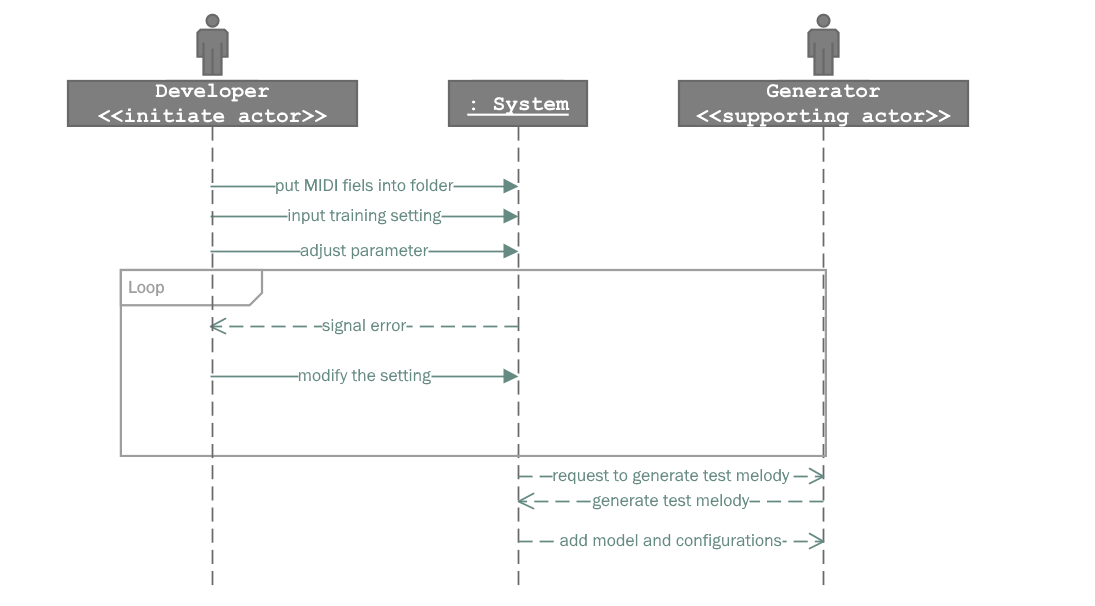 Developer
<<initiate actor>>
: System
Generator
<<supporting actor>>
put MIDI fiels into folder
input training setting
adjust parameter
Loop
signal error
modify the setting
request to generate test melody
generate test melody
add model and configurations